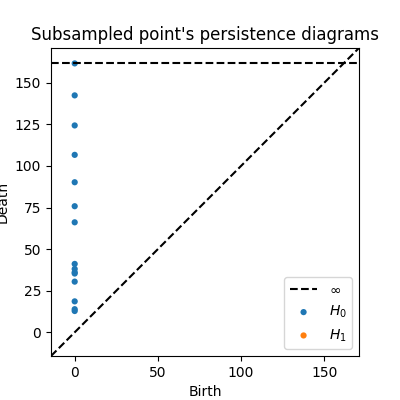 Subsampled point's persistence diagrams
150
125
100
75
50
25
0
Death
∞
H₀
H₁
0 50 100 150
Birth